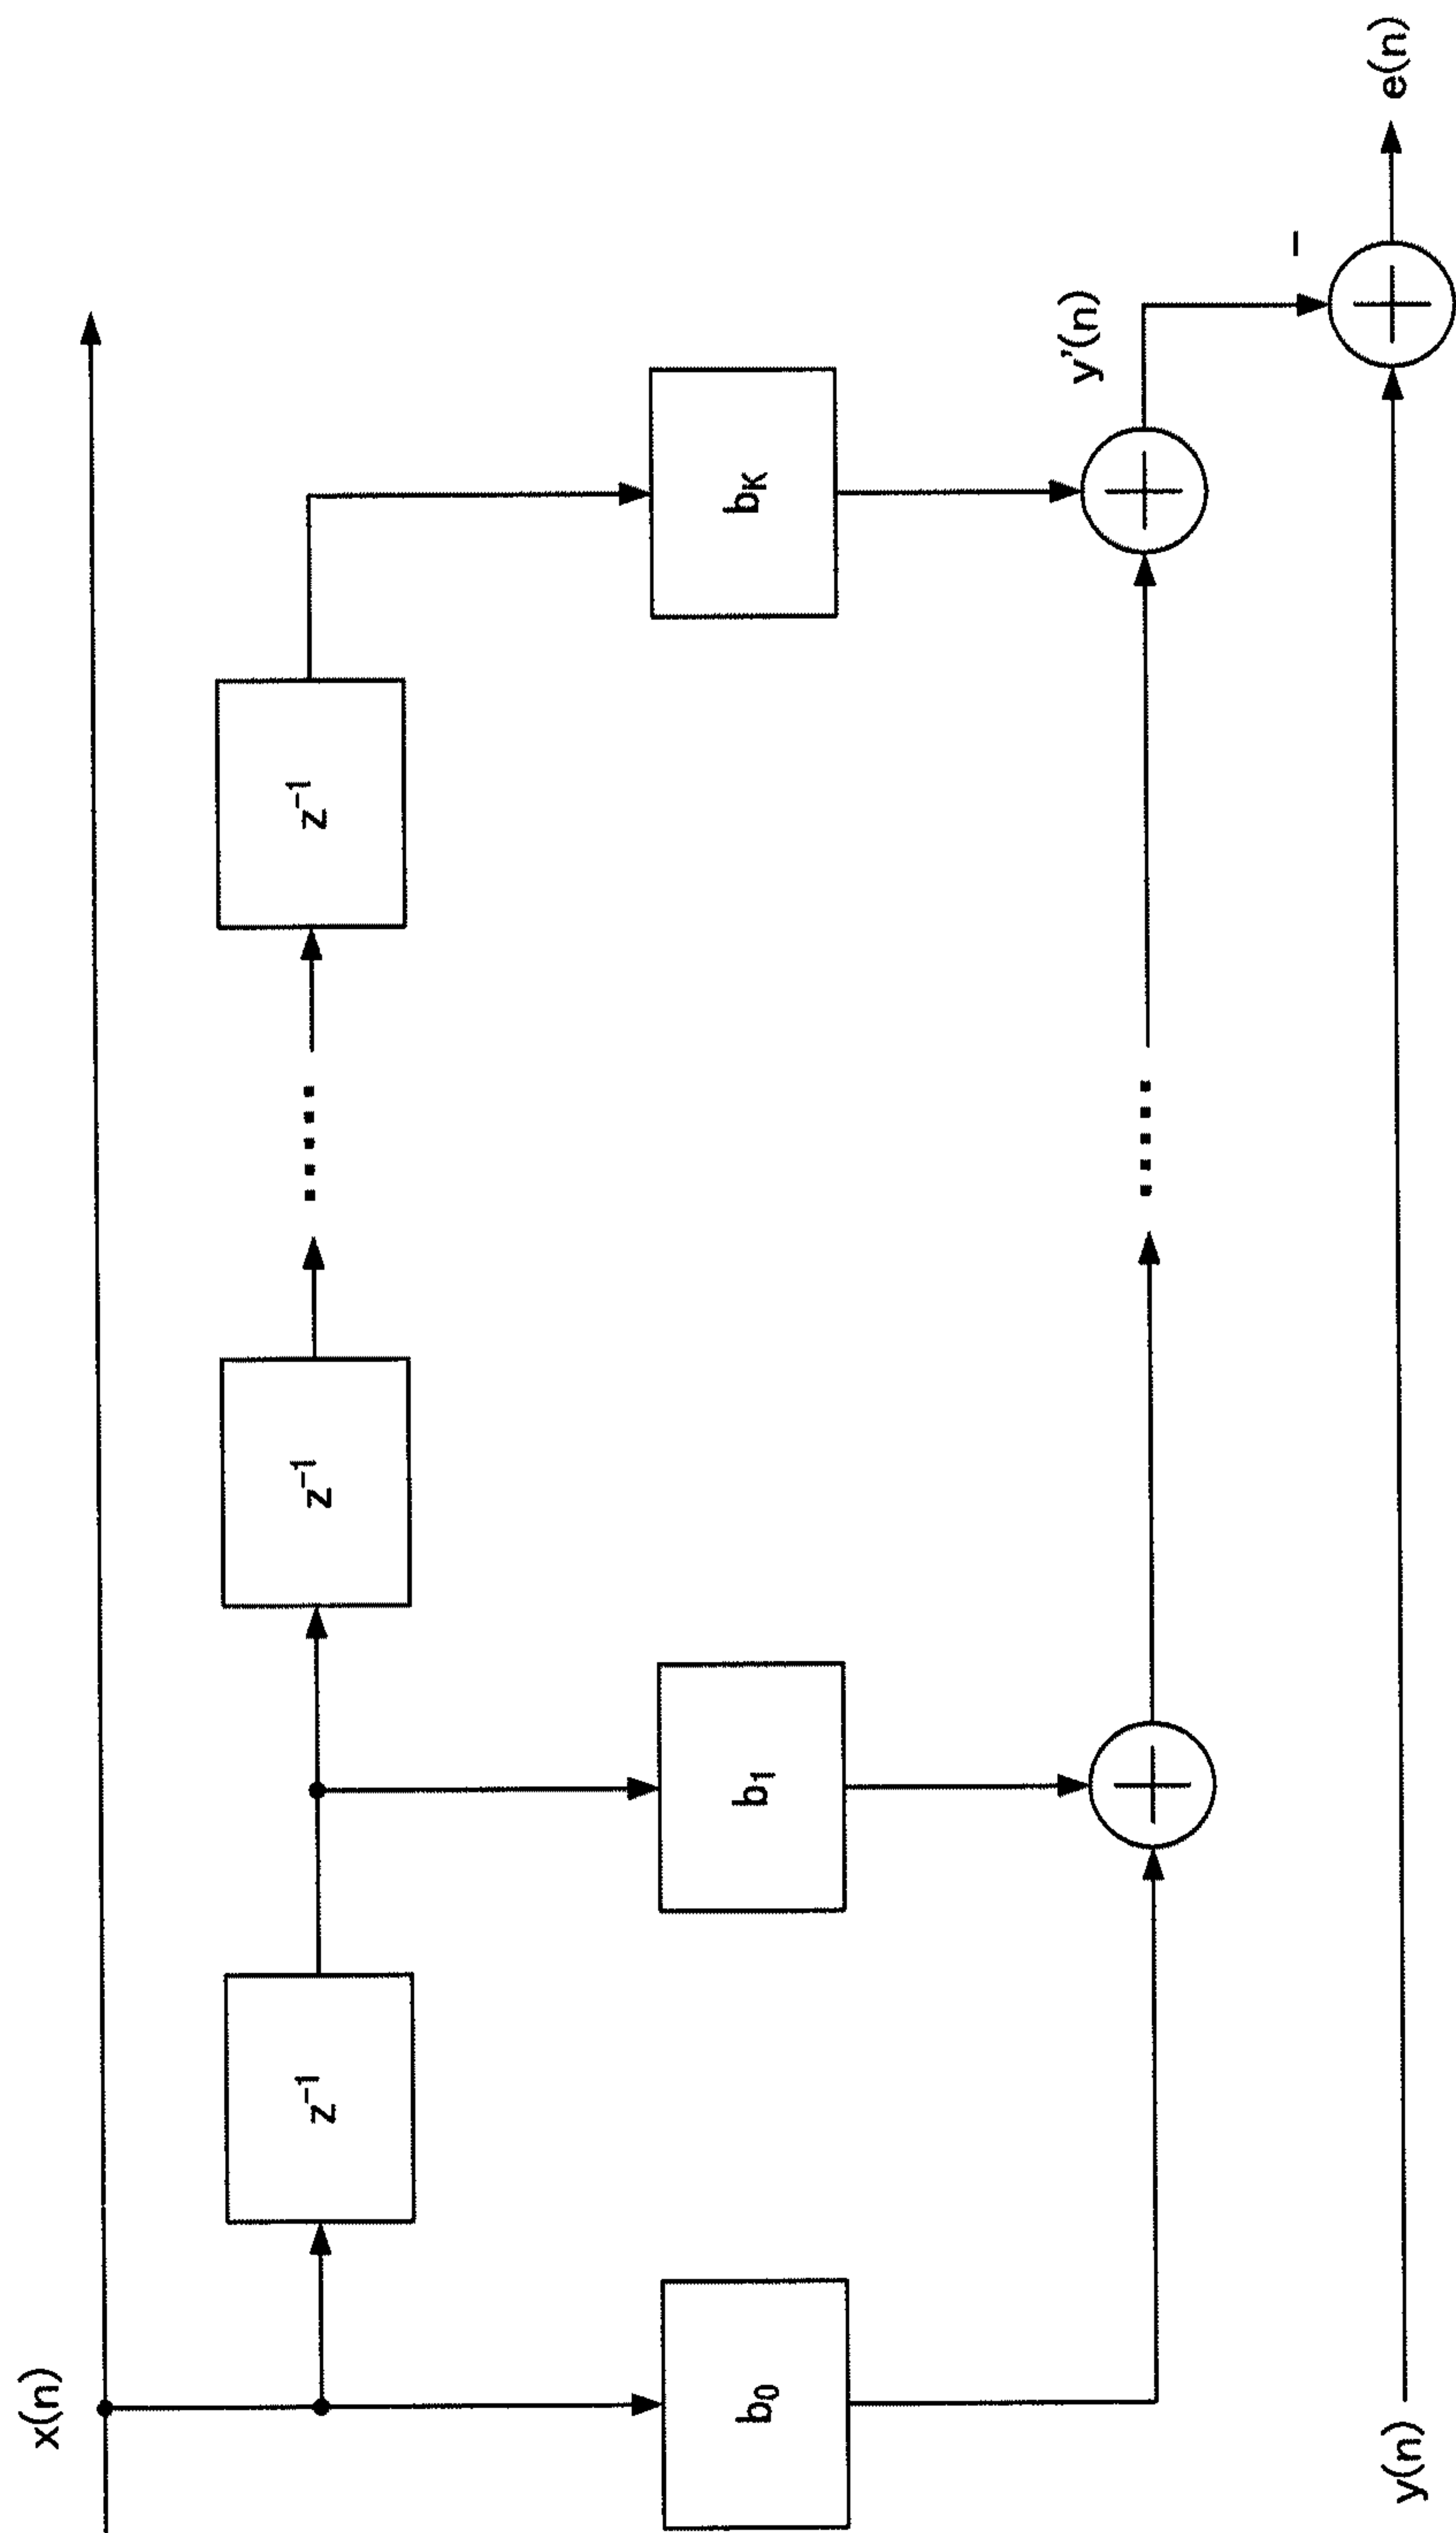 x(n)
z⁻¹
z⁻¹
.....
z⁻¹
b₀
b₁
b_K
+
.....
+
y'(n)
−
y(n)
+
e(n)